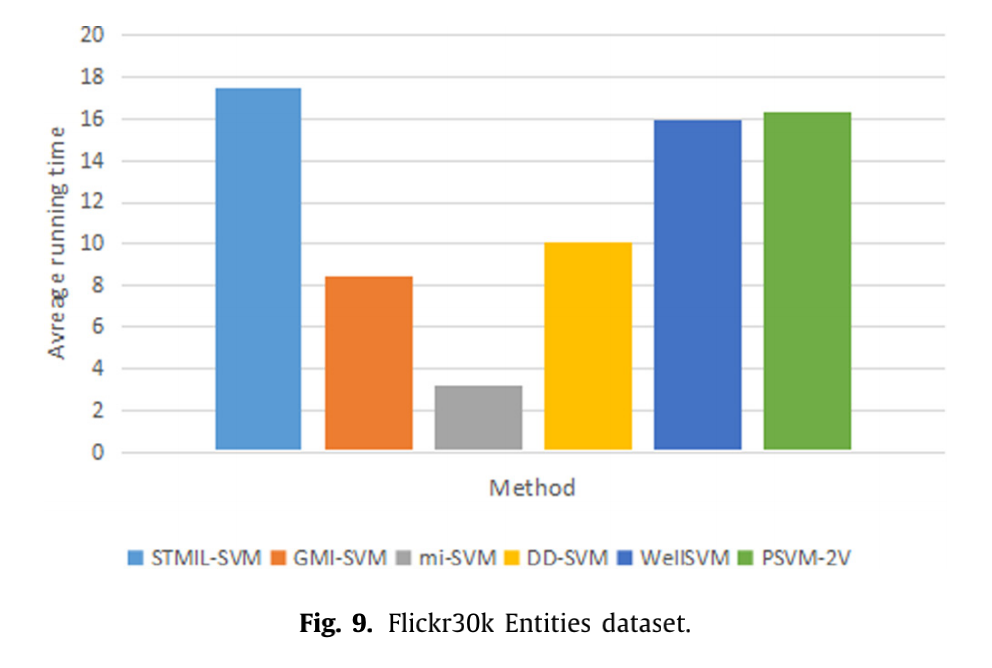 20
18
16
14
12
10
8
6
4
2
0
Avreage running time
Method
STMIL-SVM GMI-SVM mi-SVM DD-SVM WellSVM PSVM-2V
Fig. 9. Flickr30k Entities dataset.